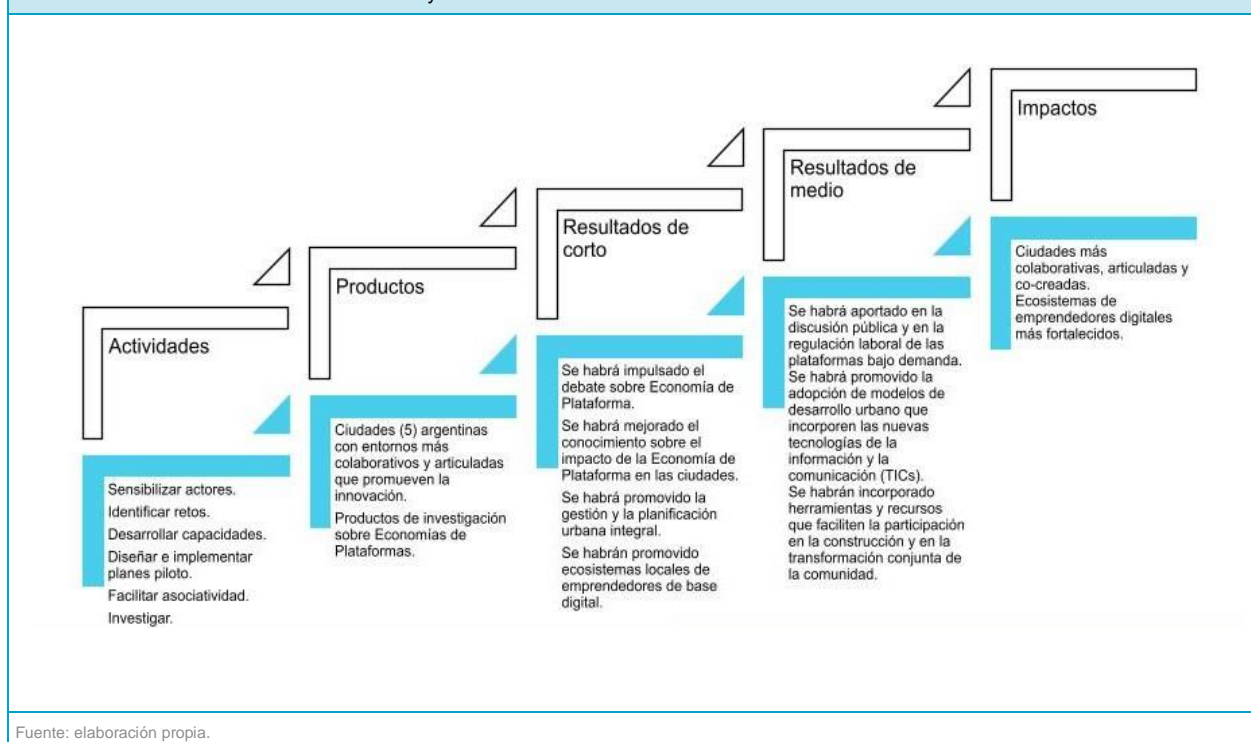 Actividades
Sensibilizar actores.
Identificar retos.
Desarrollar capacidades.
Diseñar e implementar
planes piloto.
Facilitar asociatividad.
Investigar.
Productos
Ciudades (5) argentinas
con entornos más
colaborativos y articuladas
que promueven la
innovación.
Productos de investigación
sobre Economías de
Plataformas.
Resultados de
corto
Se habrá impulsado el
debate sobre Economía de
Plataforma.
Se habrá mejorado el
conocimiento sobre el
impacto de la Economía de
Plataforma en las ciudades.
Se habrá promovido la
gestión y la planificación
urbana integral.
Se habrán promovido
ecosistemas locales de
emprendedores de base
digital.
Resultados de
medio
Se habrá aportado en la
discusión pública y en la
regulación laboral de las
plataformas bajo demanda.
Se habrá promovido la
adopción de modelos de
desarrollo urbano que
incorporen las nuevas
tecnologías de la
información y la
comunicación (TICs).
Se habrán incorporado
herramientas y recursos
que faciliten la participación
en la construcción y en la
transformación conjunta de
la comunidad.
Impactos
Ciudades más
colaborativas, articuladas y
co-creadas.
Ecosistemas de
emprendedores digitales
más fortalecidos.
Fuente: elaboración propia.